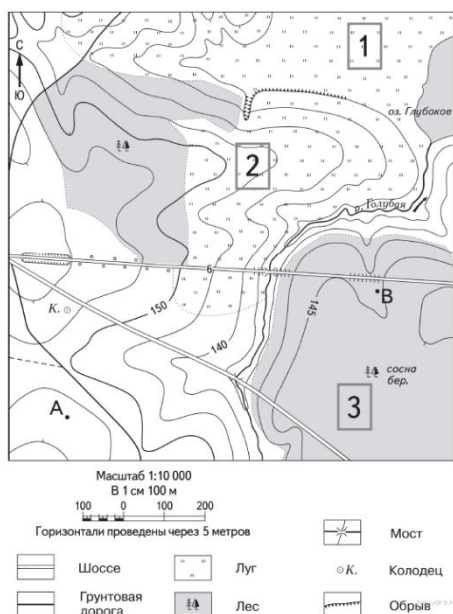 С
Ю
1
оз. Глубокое
2
р. Голубая
6
К.
150
В
145
140
сосна
бер.
А
3
Масштаб 1:10 000
В 1 см 100 м
100 0 100 200
Горизонтали проведены через 5 метров
Мост
Шоссе
Луг
К. Колодец
Грунтовая
дорога
Лес
Обрыв